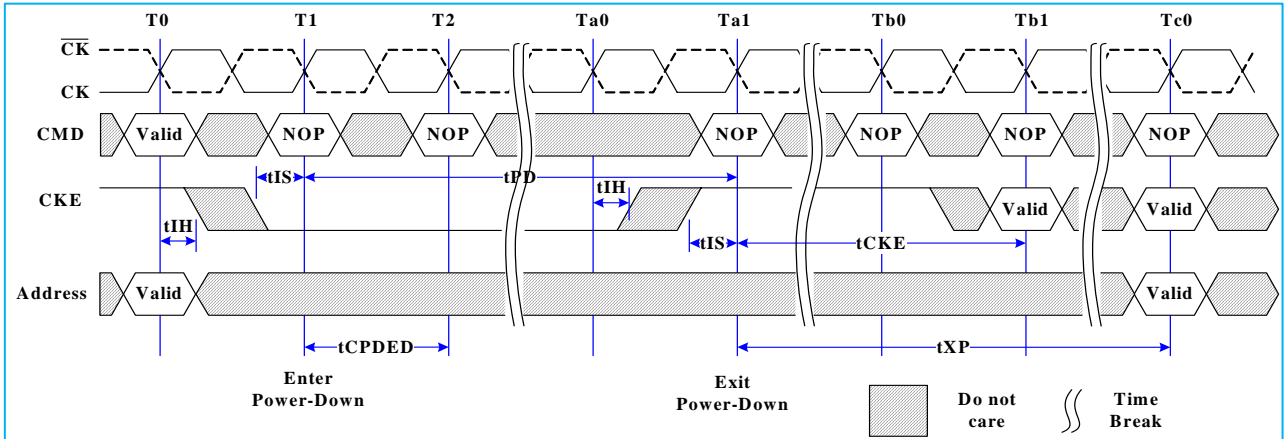 T0 T1 T2 Ta0 Ta1 Tb0 Tb1 Tc0
CK
CK
CMD Valid NOP NOP NOP NOP NOP NOP
tIS tPD
CKE tIH Valid Valid
tIH tIS tCKE
Address Valid Valid
tCPDED tXP
Enter
Power-Down
Exit
Power-Down
Do not
care
Time
Break